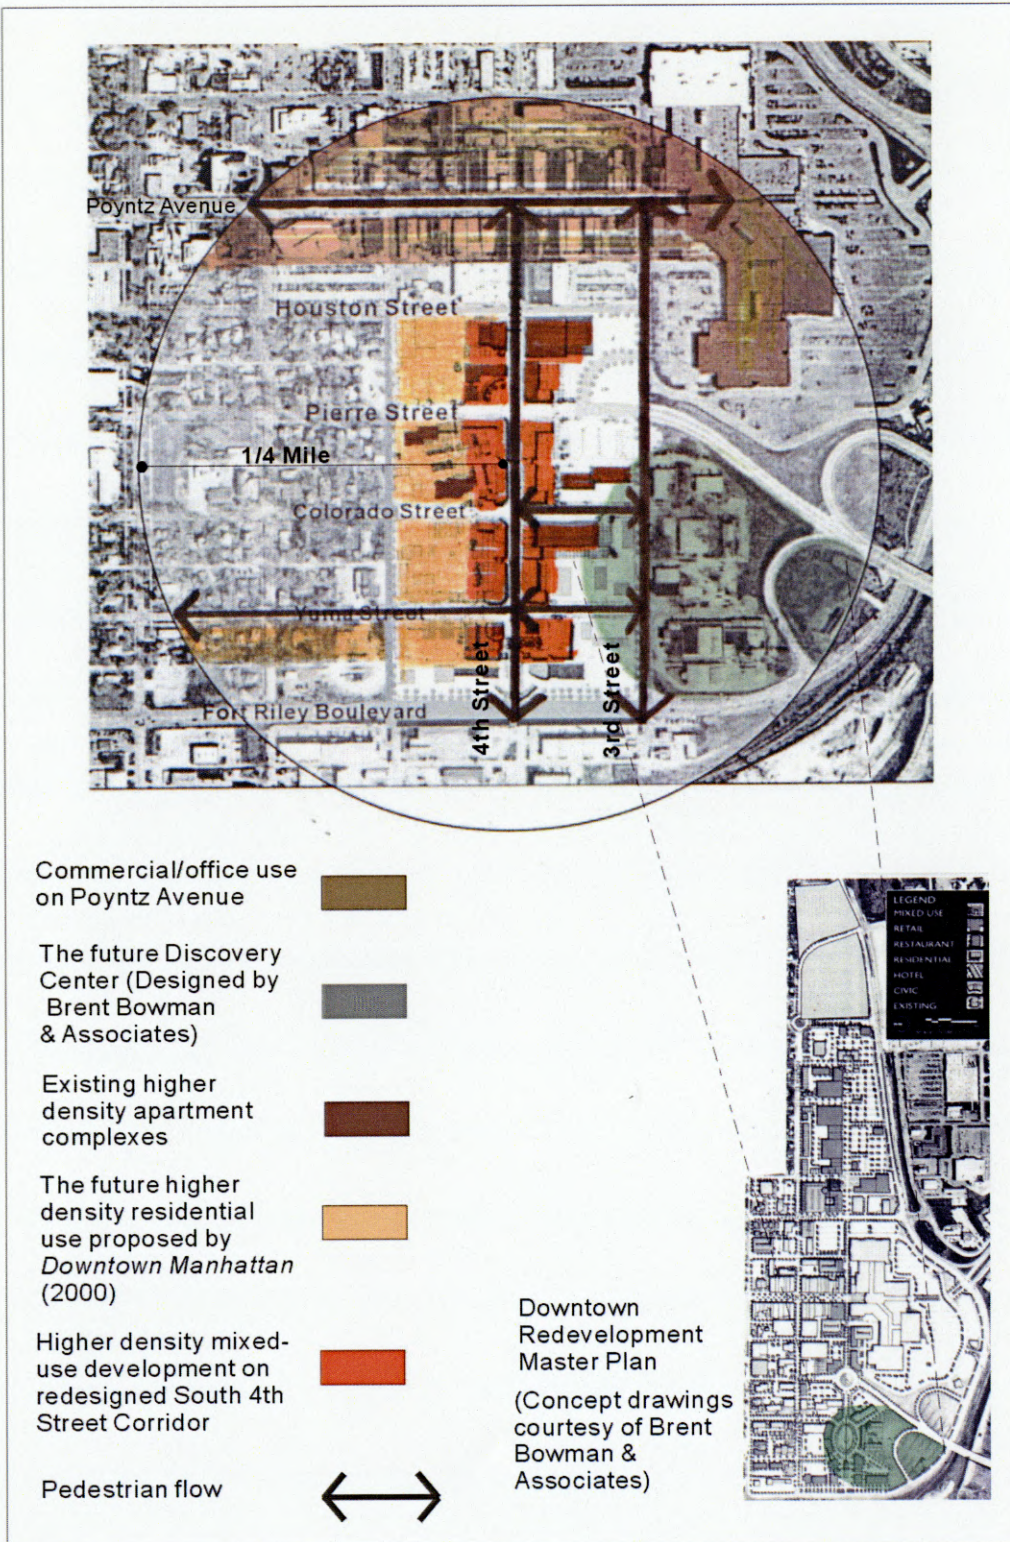 Poyntz Avenue
Houston Street
Pierre Street
1/4 Mile
Colorado Street
Yuma Street
4th Street
3rd Street
Fort Riley Boulevard
Commercial/office use
on Poyntz Avenue
The future Discovery
Center (Designed by
Brent Bowman
& Associates)
Existing higher
density apartment
complexes
The future higher
density residential
use proposed by
Downtown Manhattan
(2000)
Higher density mixed-
use development on
redesigned South 4th
Street Corridor
Pedestrian flow
Downtown
Redevelopment
Master Plan
(Concept drawings
courtesy of Brent
Bowman &
Associates)
LEGEND
MIXED USE
RETAIL
RESTAURANT
RESIDENTIAL
HOTEL
CIVIC
EXISTING